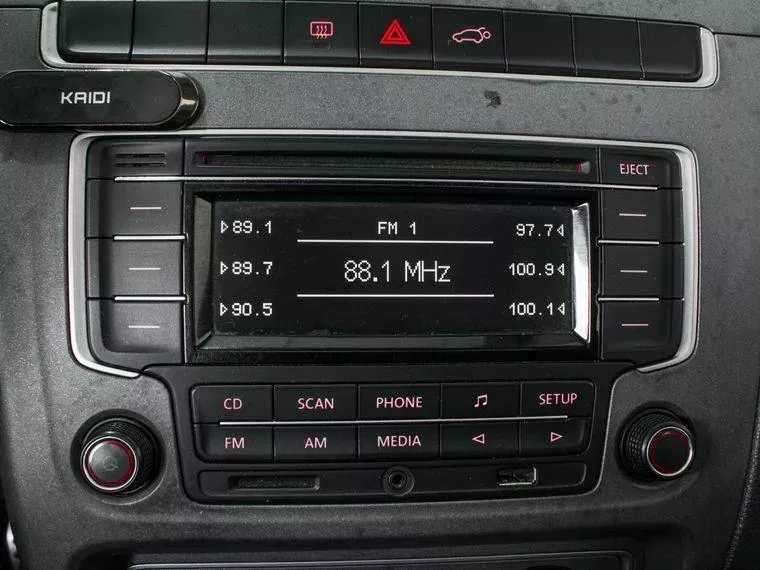 KAIDI
EJECT
89.1 FM 1 97.7
89.7 88.1 MHz 100.9
90.5 100.1
CD SCAN PHONE SETUP
FM AM MEDIA